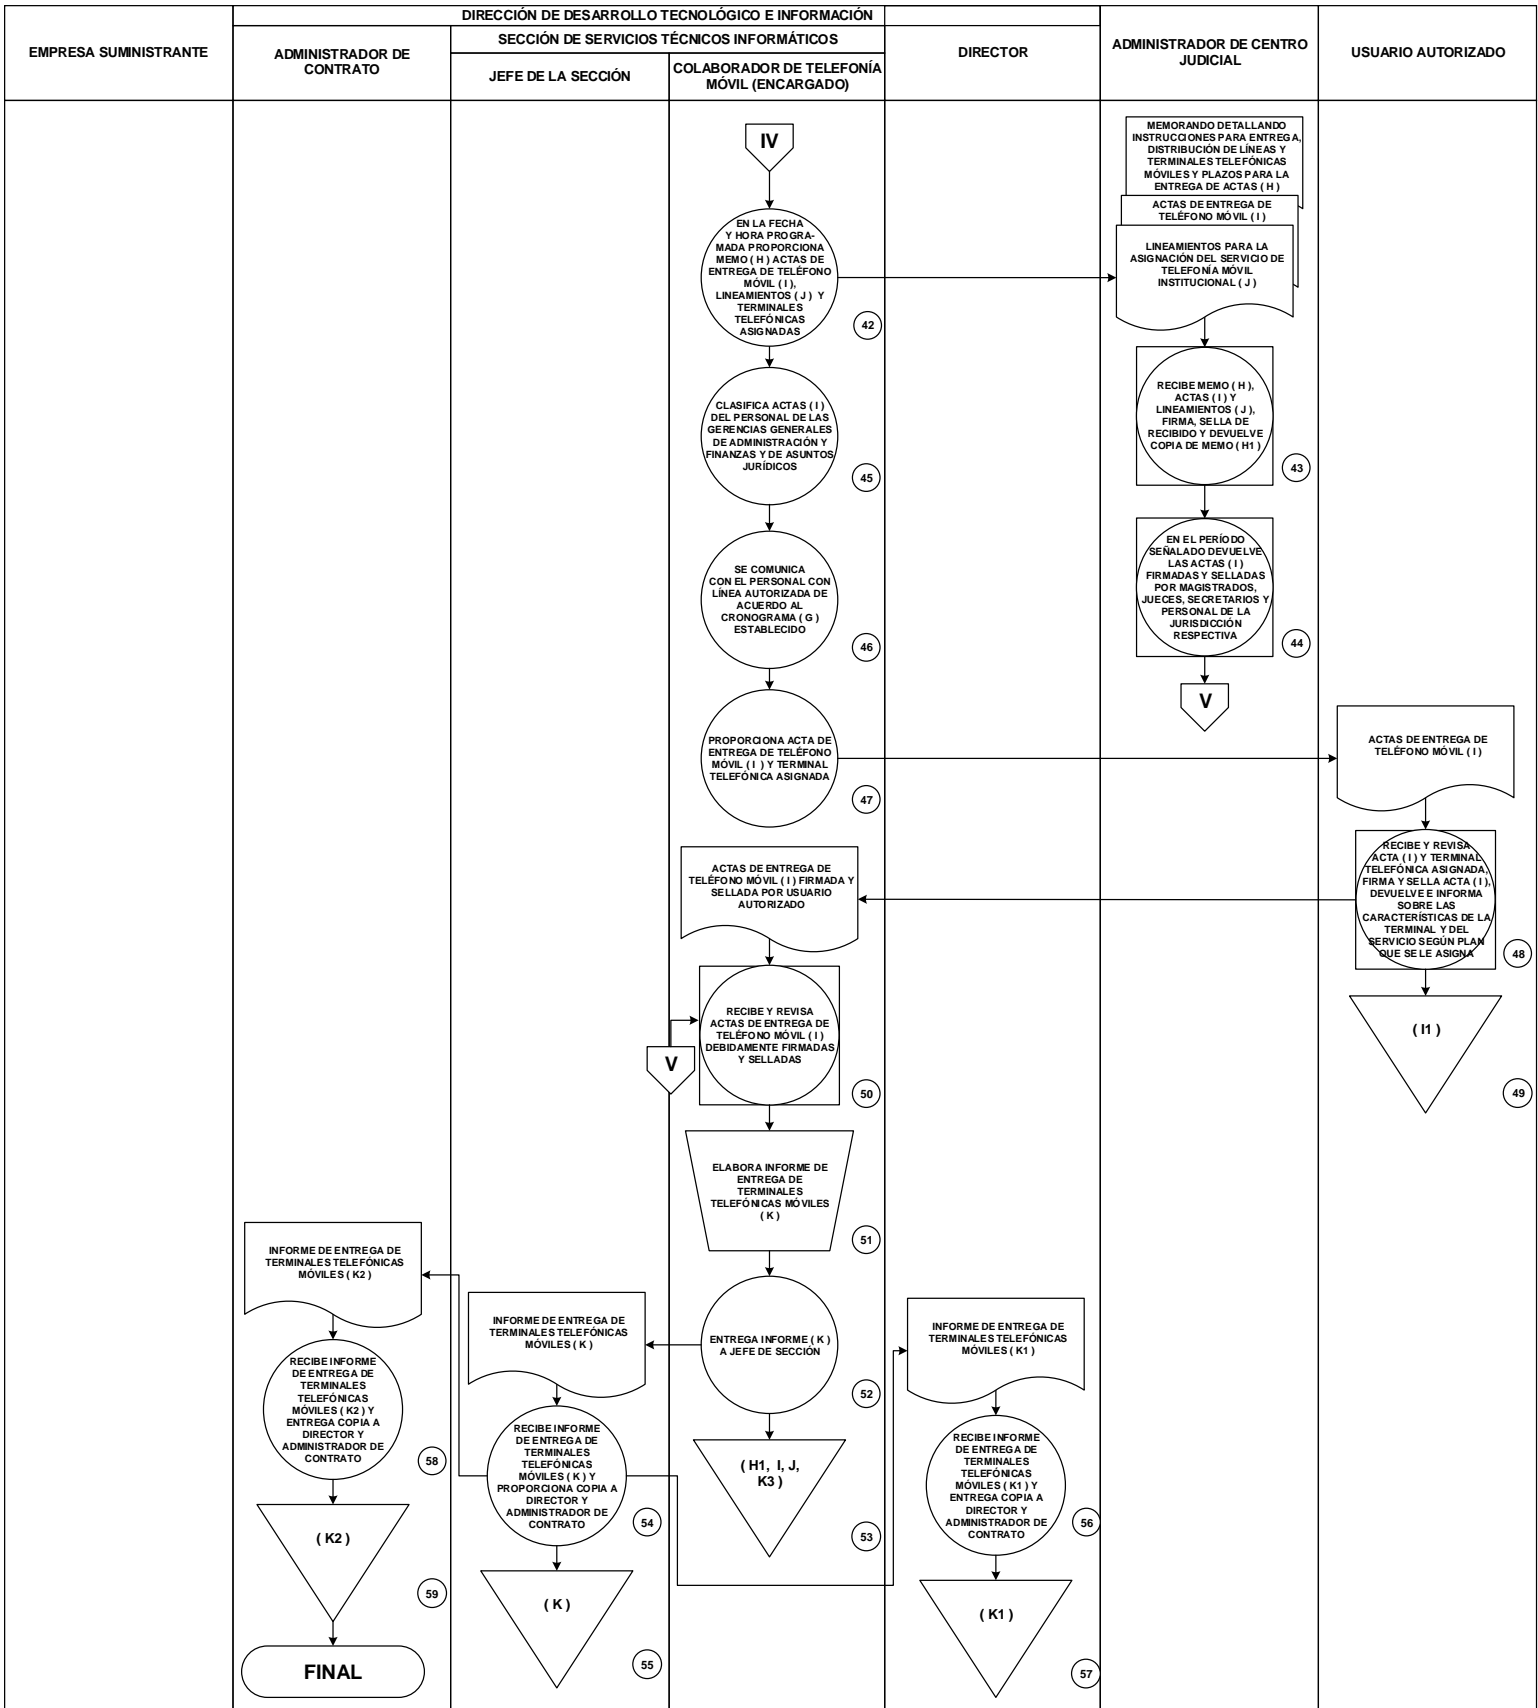 DIRECCIÓN DE DESARROLLO TECNOLÓGICO E INFORMACIÓN
EMPRESA SUMINISTRANTE
ADMINISTRADOR DE
CONTRATO
SECCIÓN DE SERVICIOS TÉCNICOS INFORMÁTICOS
JEFE DE LA SECCIÓN
COLABORADOR DE TELEFONÍA
MÓVIL (ENCARGADO)
DIRECTOR
ADMINISTRADOR DE CENTRO
JUDICIAL
USUARIO AUTORIZADO
IV
MEMORANDO DETALLANDO
INSTRUCCIONES PARA ENTREGA,
DISTRIBUCIÓN DE LÍNEAS Y
TERMINALES TELEFÓNICAS
MÓVILES Y PLAZOS PARA LA
ENTREGA DE ACTAS ( H )
ACTAS DE ENTREGA DE
TELÉFONO MÓVIL ( I )
LINEAMIENTOS PARA LA
ASIGNACIÓN DEL SERVICIO DE
TELEFONÍA MÓVIL
INSTITUCIONAL ( J )
EN LA FECHA
Y HORA PROGRA-
MADA PROPORCIONA
MEMO ( H ) ACTAS DE
ENTREGA DE TELÉFONO
MÓVIL ( I ),
LINEAMIENTOS ( J ) Y
TERMINALES
TELEFÓNICAS
ASIGNADAS
42
RECIBE MEMO ( H ),
ACTAS ( I ) Y
LINEAMIENTOS ( J ),
FIRMA, SELLA DE
RECIBIDO Y DEVUELVE
COPIA DE MEMO ( H1 )
43
CLASIFICA ACTAS ( I )
DEL PERSONAL DE LAS
GERENCIAS GENERALES
DE ADMINISTRACIÓN Y
FINANZAS Y DE ASUNTOS
JURÍDICOS
45
EN EL PERÍODO
SEÑALADO DEVUELVE
LAS ACTAS ( I )
FIRMADAS Y SELLADAS
POR MAGISTRADOS,
JUECES, SECRETARIOS Y
PERSONAL DE LA
JURISDICCIÓN
RESPECTIVA
44
SE COMUNICA
CON EL PERSONAL CON
LÍNEA AUTORIZADA DE
ACUERDO AL
CRONOGRAMA ( G )
ESTABLECIDO
46
V
PROPORCIONA ACTA DE
ENTREGA DE TELÉFONO
MÓVIL ( I ) Y TERMINAL
TELEFÓNICA ASIGNADA
47
ACTAS DE ENTREGA DE
TELÉFONO MÓVIL ( I )
RECIBE Y REVISA
ACTA ( I ) Y TERMINAL
TELEFÓNICA ASIGNADA,
FIRMA Y SELLA ACTA ( I ),
DEVUELVE E INFORMA
SOBRE LAS
CARACTERÍSTICAS DE LA
TERMINAL Y DEL
SERVICIO SEGÚN PLAN
QUE SE LE ASIGNA
48
ACTAS DE ENTREGA DE
TELÉFONO MÓVIL ( I ) FIRMADA Y
SELLADA POR USUARIO
AUTORIZADO
( I1 )
49
RECIBE Y REVISA
ACTAS DE ENTREGA DE
TELÉFONO MÓVIL ( I )
DEBIDAMENTE FIRMADAS
Y SELLADAS
V
50
ELABORA INFORME DE
ENTREGA DE
TERMINALES
TELEFÓNICAS MÓVILES
( K )
51
ENTREGA INFORME ( K )
A JEFE DE SECCIÓN
52
( H1, I, J,
K3 )
53
INFORME DE ENTREGA DE
TERMINALES TELEFÓNICAS
MÓVILES ( K )
RECIBE INFORME
DE ENTREGA DE
TERMINALES
TELEFÓNICAS
MÓVILES ( K ) Y
PROPORCIONA COPIA A
DIRECTOR Y
ADMINISTRADOR DE
CONTRATO
54
( K )
55
INFORME DE ENTREGA DE
TERMINALES TELEFÓNICAS
MÓVILES ( K1 )
RECIBE INFORME
DE ENTREGA DE
TERMINALES
TELEFÓNICAS
MÓVILES ( K1 ) Y
ENTREGA COPIA A
DIRECTOR Y
ADMINISTRADOR DE
CONTRATO
56
( K1 )
57
INFORME DE ENTREGA DE
TERMINALES TELEFÓNICAS
MÓVILES ( K2 )
RECIBE INFORME
DE ENTREGA DE
TERMINALES
TELEFÓNICAS
MÓVILES ( K2 ) Y
ENTREGA COPIA A
DIRECTOR Y
ADMINISTRADOR DE
CONTRATO
58
( K2 )
59
FINAL